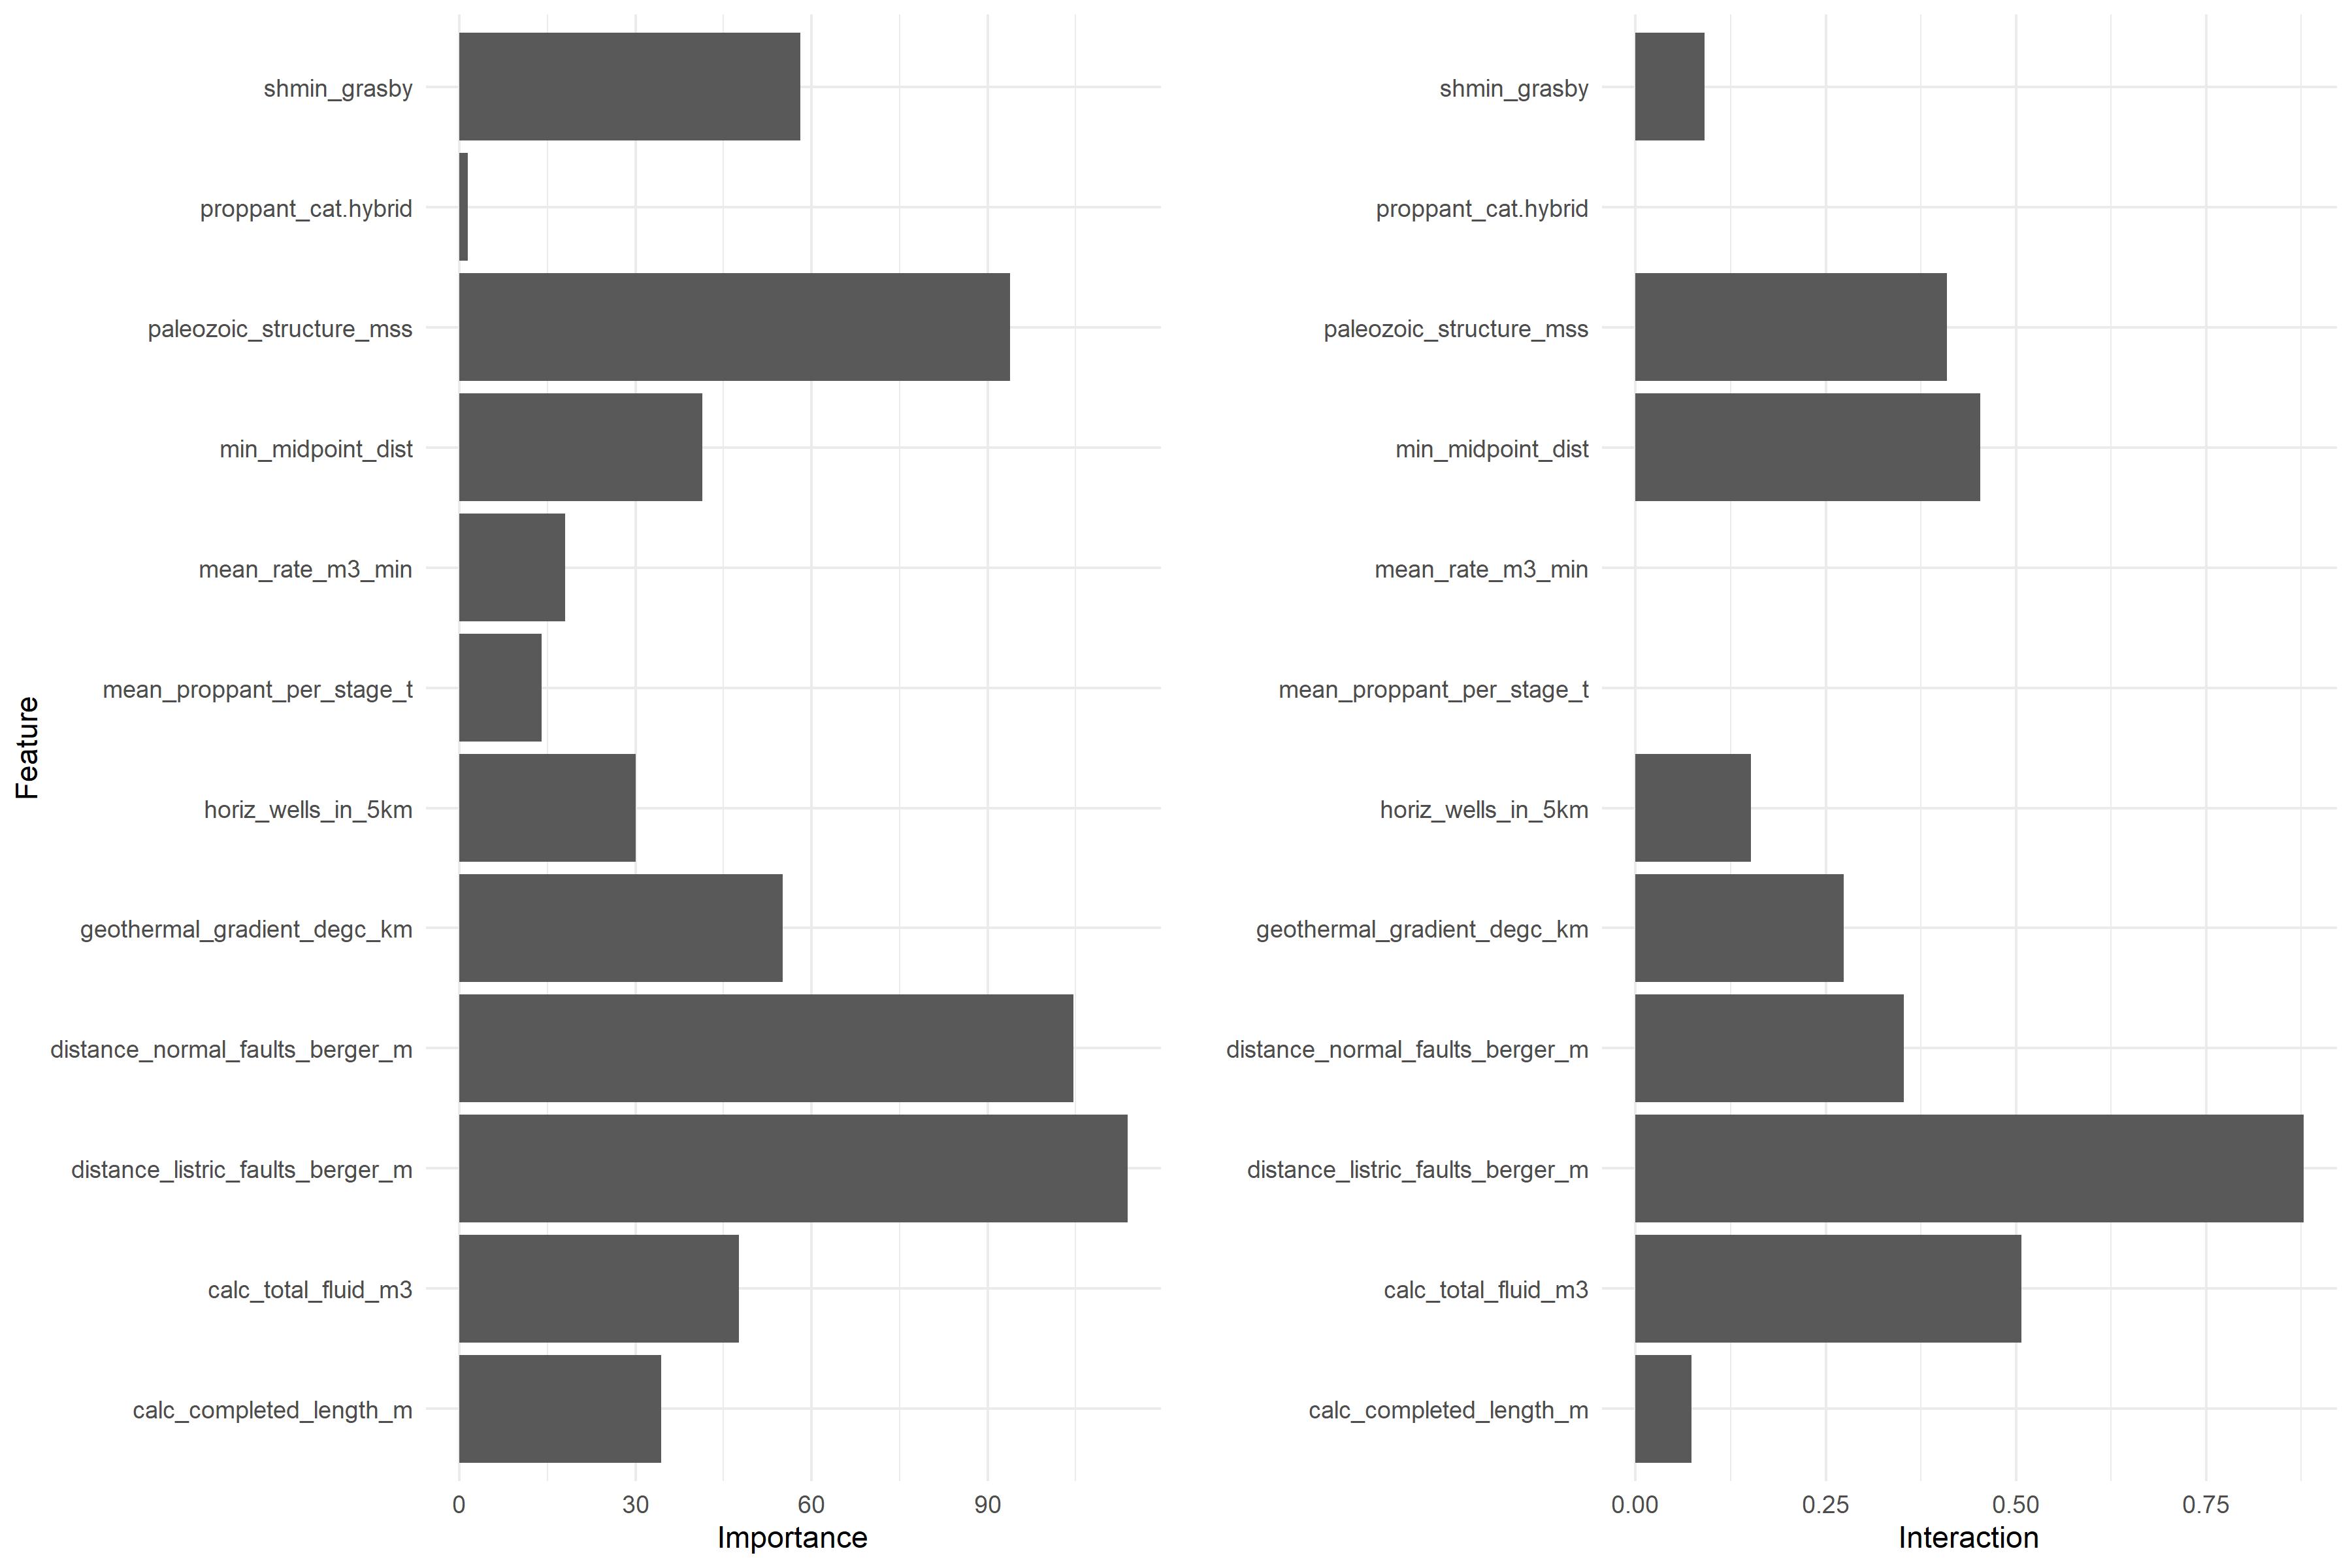 Feature
shmin_grasby
proppant_cat.hybrid
paleozoic_structure_mss
min_midpoint_dist
mean_rate_m3_min
mean_proppant_per_stage_t
horiz_wells_in_5km
geothermal_gradient_degc_km
distance_normal_faults_berger_m
distance_listric_faults_berger_m
calc_total_fluid_m3
calc_completed_length_m
0 30 60 90
Importance
shmin_grasby
proppant_cat.hybrid
paleozoic_structure_mss
min_midpoint_dist
mean_rate_m3_min
mean_proppant_per_stage_t
horiz_wells_in_5km
geothermal_gradient_degc_km
distance_normal_faults_berger_m
distance_listric_faults_berger_m
calc_total_fluid_m3
calc_completed_length_m
0.00 0.25 0.50 0.75
Interaction